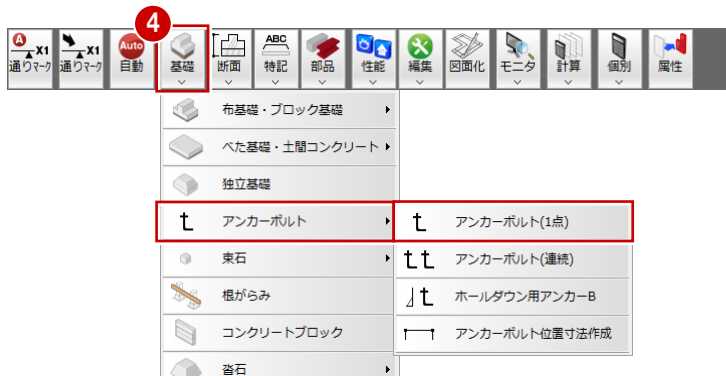 4
A X1
X1
Auto
ABC
通りマーク
通りマーク
自動
基礎
断面
特記
部品
性能
編集
図面化
モニタ
計算
個別
属性
布基礎・ブロック基礎
べた基礎・土間コンクリート
独立基礎
アンカーボルト
アンカーボルト(1点)
束石
アンカーボルト(連続)
根がらみ
ホールダウン用アンカーB
コンクリートブロック
アンカーボルト位置寸法作成
沓石